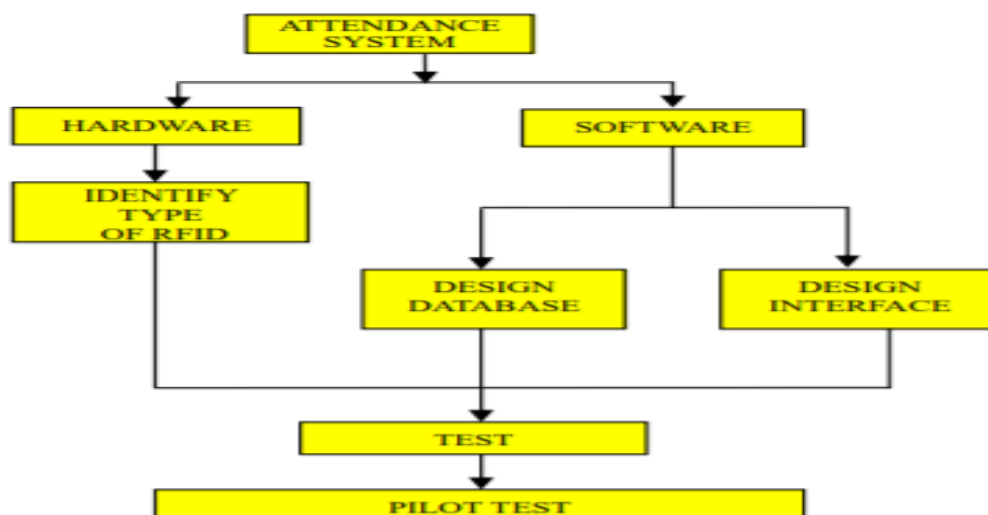 ATTENDANCE
SYSTEM
HARDWARE
SOFTWARE
IDENTIFY
TYPE
OF RFID
DESIGN
DATABASE
DESIGN
INTERFACE
TEST
PILOT TEST